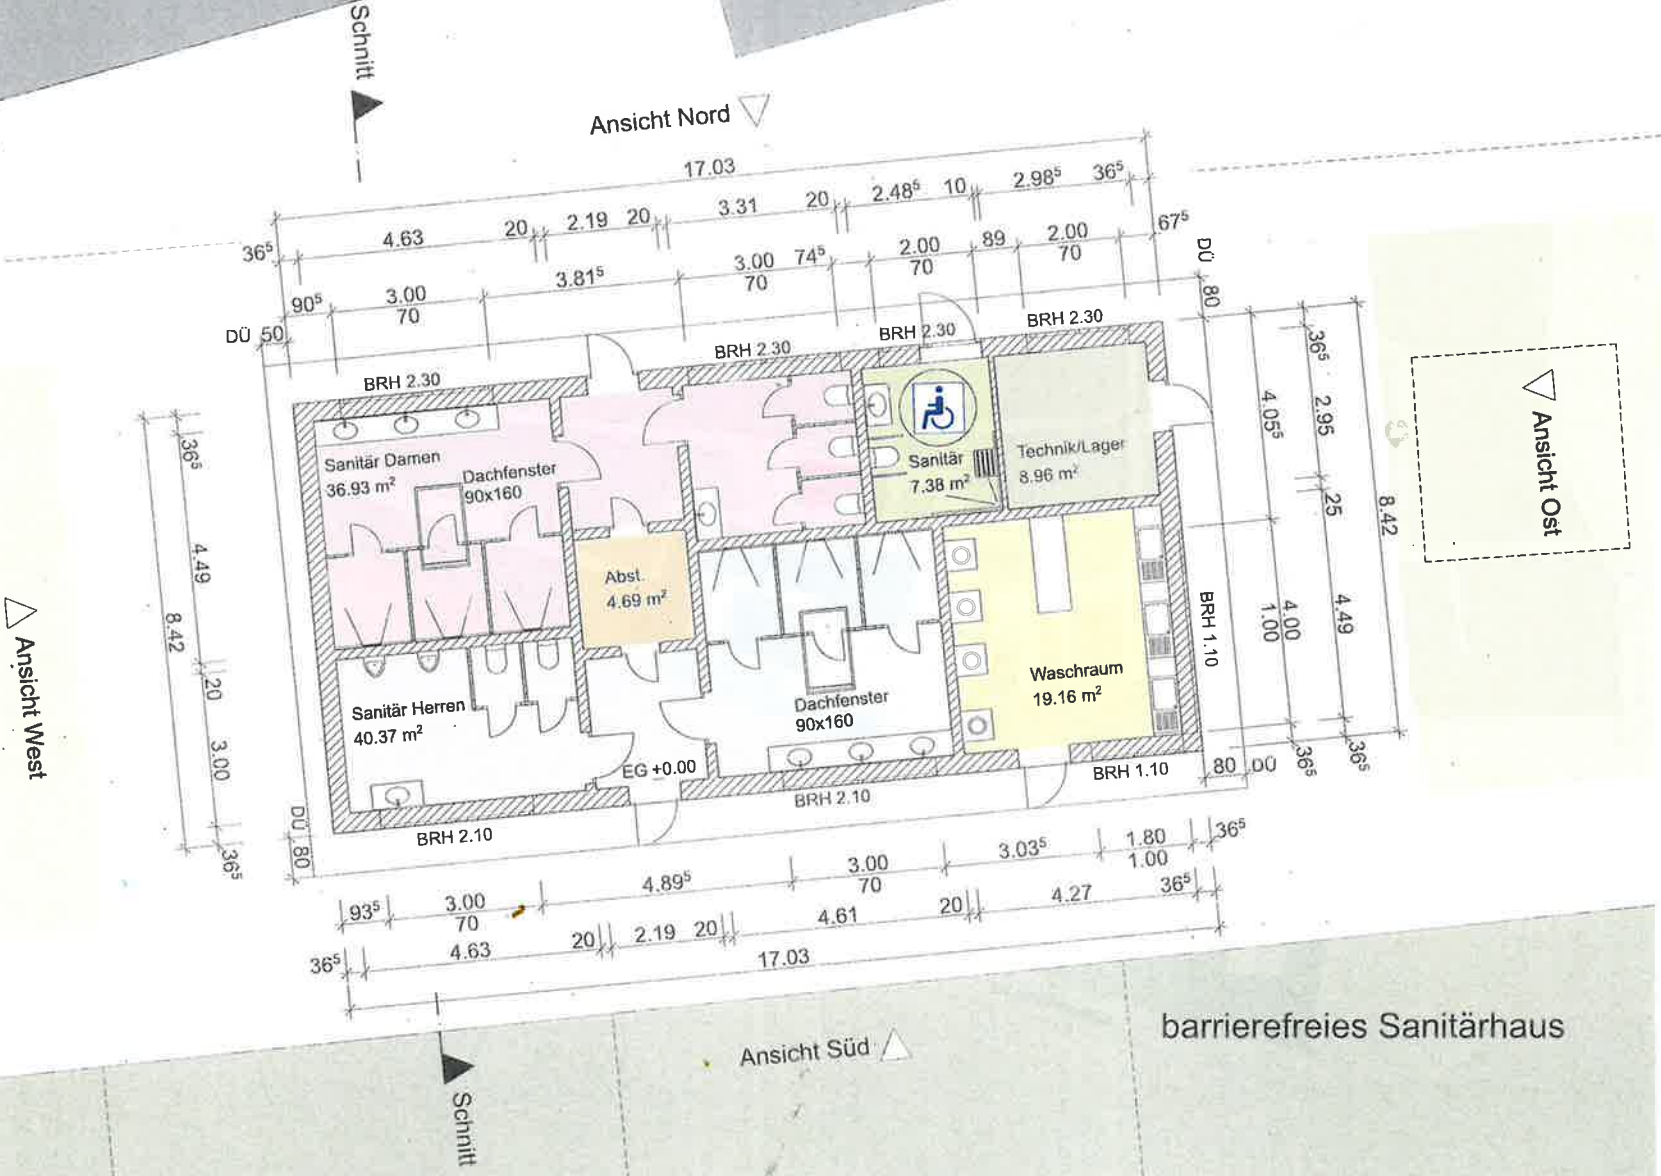 Schnitt
Ansicht Nord
17.03
36⁵
4.63
20
2.19
20
3.31
20
2.48⁵
10
2.98⁵
36⁵
90⁵
3.00
70
3.81⁵
3.00
70
74⁵
2.00
70
89
2.00
70
67⁵
DÜ
80
DÜ 50
BRH 2.30
BRH 2.30
BRH 2.30
BRH 2.30
Sanitär Damen
36.93 m²
Dachfenster
90x160
Sanitär
7.38 m²
Technik/Lager
8.96 m²
Abst.
4.69 m²
Waschraum
19.16 m²
Sanitär Herren
40.37 m²
Dachfenster
90x160
EG +0.00
BRH 2.10
BRH 2.10
BRH 1.10
BRH 1.10
80 DÜ
DÜ 80
36⁵
4.49
20
3.00
36⁵
8.42
Ansicht West
4.05⁵
4.00
1.00
36⁵
2.95
25
4.49
36⁵
36⁵
8.42
Ansicht Ost
93⁵
3.00
70
4.89⁵
3.00
70
3.03⁵
1.80
1.00
36⁵
36⁵
4.63
20
2.19
20
4.61
20
4.27
36⁵
17.03
Ansicht Süd
barrierefreies Sanitärhaus
Schnitt